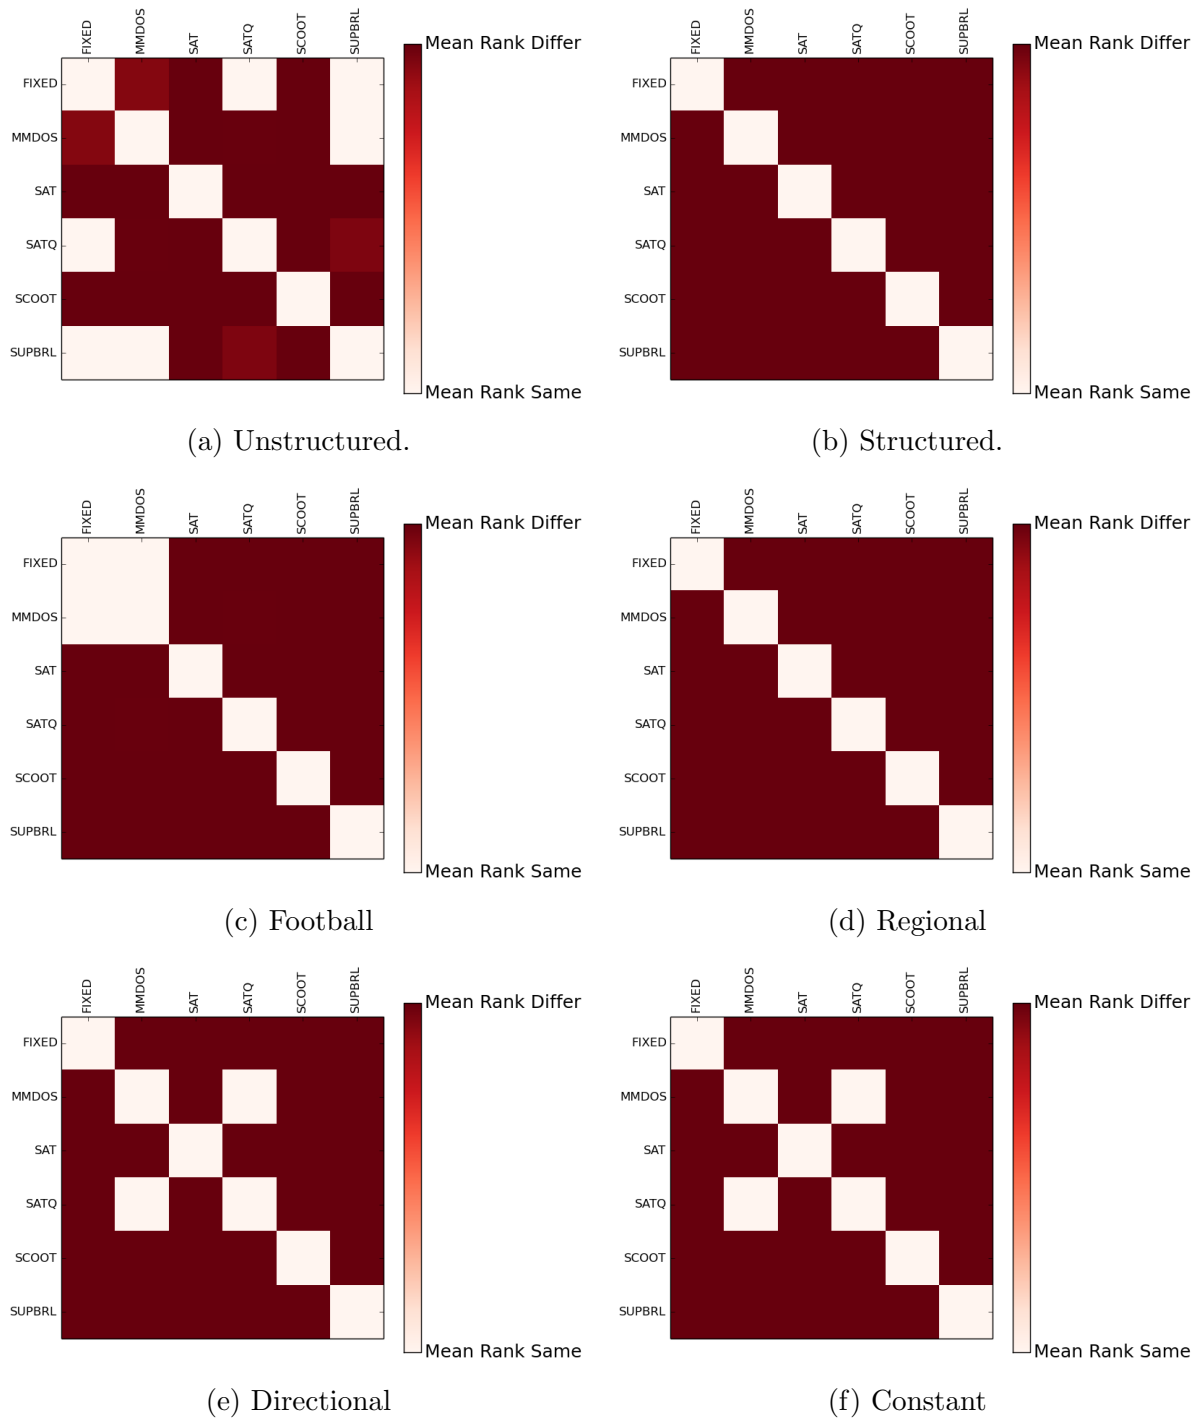 FIXED MMDOS SAT SATQ SCOOT SUPBRL
Mean Rank Differ
FIXED
MMDOS
SAT
SATQ
SCOOT
SUPBRL
Mean Rank Same
(a) Unstructured.
FIXED MMDOS SAT SATQ SCOOT SUPBRL
Mean Rank Differ
FIXED
MMDOS
SAT
SATQ
SCOOT
SUPBRL
Mean Rank Same
(b) Structured.
FIXED MMDOS SAT SATQ SCOOT SUPBRL
Mean Rank Differ
FIXED
MMDOS
SAT
SATQ
SCOOT
SUPBRL
Mean Rank Same
(c) Football
FIXED MMDOS SAT SATQ SCOOT SUPBRL
Mean Rank Differ
FIXED
MMDOS
SAT
SATQ
SCOOT
SUPBRL
Mean Rank Same
(d) Regional
FIXED MMDOS SAT SATQ SCOOT SUPBRL
Mean Rank Differ
FIXED
MMDOS
SAT
SATQ
SCOOT
SUPBRL
Mean Rank Same
(e) Directional
FIXED MMDOS SAT SATQ SCOOT SUPBRL
Mean Rank Differ
FIXED
MMDOS
SAT
SATQ
SCOOT
SUPBRL
Mean Rank Same
(f) Constant